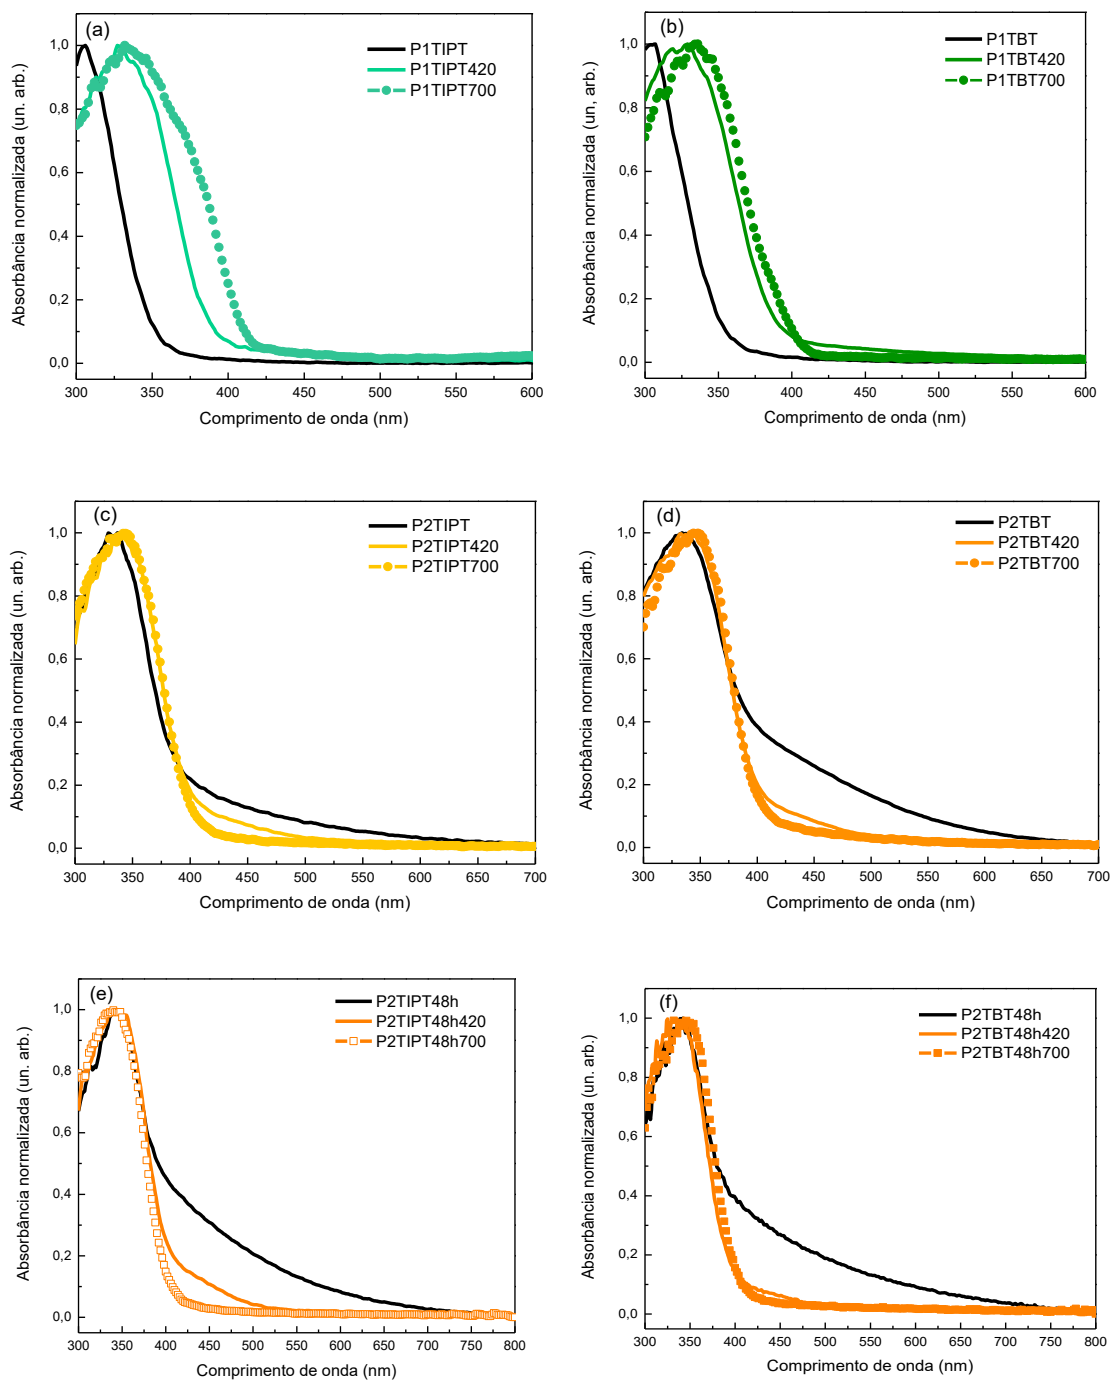 (a)
P1TIPT
P1TIPT420
P1TIPT700
Absorbância normalizada (un. arb.)
1,0
0,8
0,6
0,4
0,2
0,0
300 350 400 450 500 550 600
Comprimento de onda (nm)
(b)
P1TBT
P1TBT420
P1TBT700
Absorbância normalizada (un, arb.)
1,0
0,8
0,6
0,4
0,2
0,0
300 350 400 450 500 550 600
Comprimento de onda (nm)
(c)
P2TIPT
P2TIPT420
P2TIPT700
Absorbância normalizada (un. arb.)
1,0
0,8
0,6
0,4
0,2
0,0
300 350 400 450 500 550 600 650 700
Comprimento de onda (nm)
(d)
P2TBT
P2TBT420
P2TBT700
Absorbância normalizada (un. arb.)
1,0
0,8
0,6
0,4
0,2
0,0
300 350 400 450 500 550 600 650 700
Comprimento de onda (nm)
(e)
P2TIPT48h
P2TIPT48h420
P2TIPT48h700
Absorbância normalizada (un. arb.)
1,0
0,8
0,6
0,4
0,2
0,0
300 350 400 450 500 550 600 650 700 750 800
Comprimento de onda (nm)
(f)
P2TBT48h
P2TBT48h420
P2TBT48h700
Absorbância normalizada (un. arb.)
1,0
0,8
0,6
0,4
0,2
0,0
300 350 400 450 500 550 600 650 700 750 800
Comprimento de onda (nm)